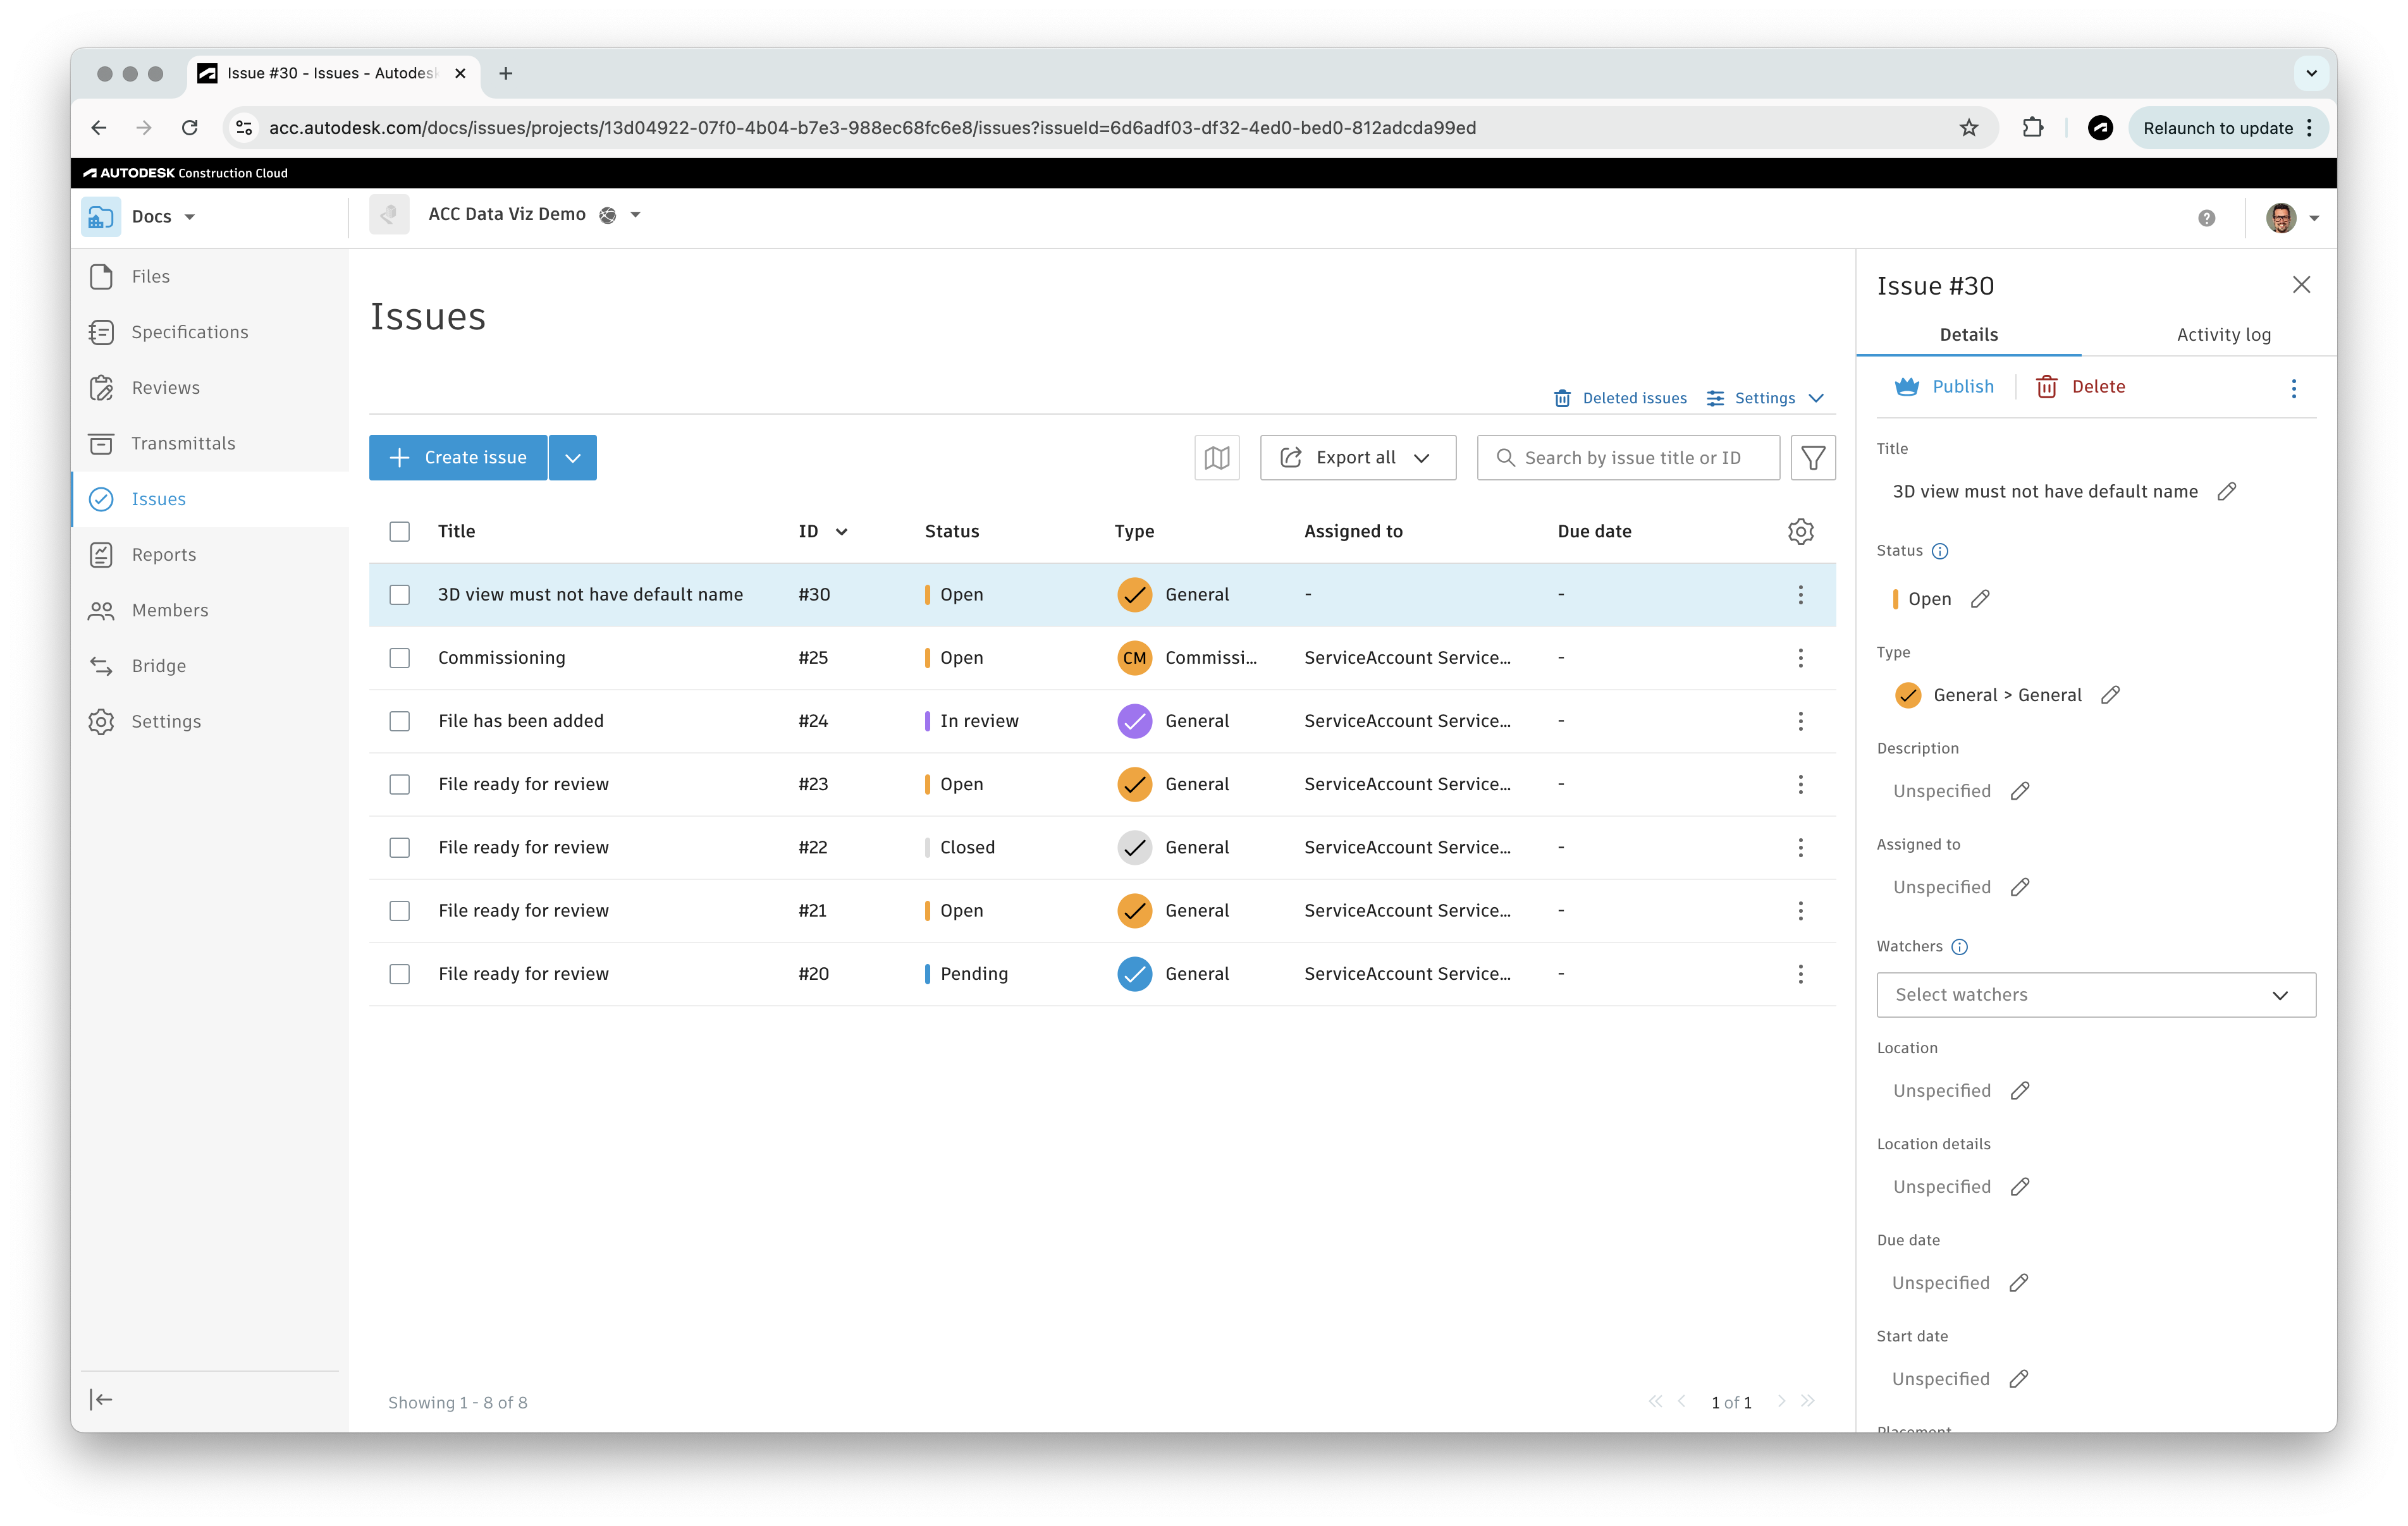 Issue #30 - Issues - Autodesk
acc.autodesk.com/docs/issues/projects/13d04922-07f0-4b04-b7e3-988ec68fc6e8/issues?issueId=6d6adf03-df32-4ed0-bed0-812adcda99ed
Relaunch to update
AUTODESK Construction Cloud
Docs
ACC Data Viz Demo
Files
Specifications
Reviews
Transmittals
Issues
Reports
Members
Bridge
Settings
Issues
Deleted issues
Settings
Create issue
Export all
Search by issue title or ID
Title ID Status Type Assigned to Due date
3D view must not have default name #30 Open General - -
Commissioning #25 Open CM Commissi... ServiceAccount Service... -
File has been added #24 In review General ServiceAccount Service... -
File ready for review #23 Open General ServiceAccount Service... -
File ready for review #22 Closed General ServiceAccount Service... -
File ready for review #21 Open General ServiceAccount Service... -
File ready for review #20 Pending General ServiceAccount Service... -
Showing 1 - 8 of 8
1 of 1
Issue #30
Details Activity log
Publish Delete
Title
3D view must not have default name
Status
Open
Type
General > General
Description
Unspecified
Assigned to
Unspecified
Watchers
Select watchers
Location
Unspecified
Location details
Unspecified
Due date
Unspecified
Start date
Unspecified
Placement